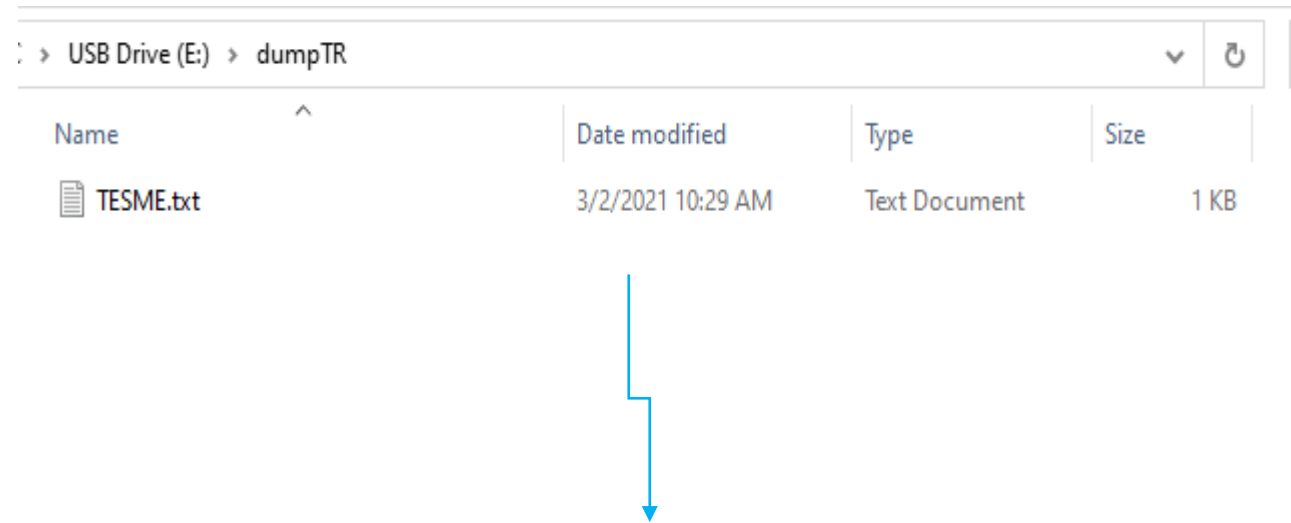 > USB Drive (E:) > dumpTR
Name Date modified Type Size
TESME.txt 3/2/2021 10:29 AM Text Document 1 KB